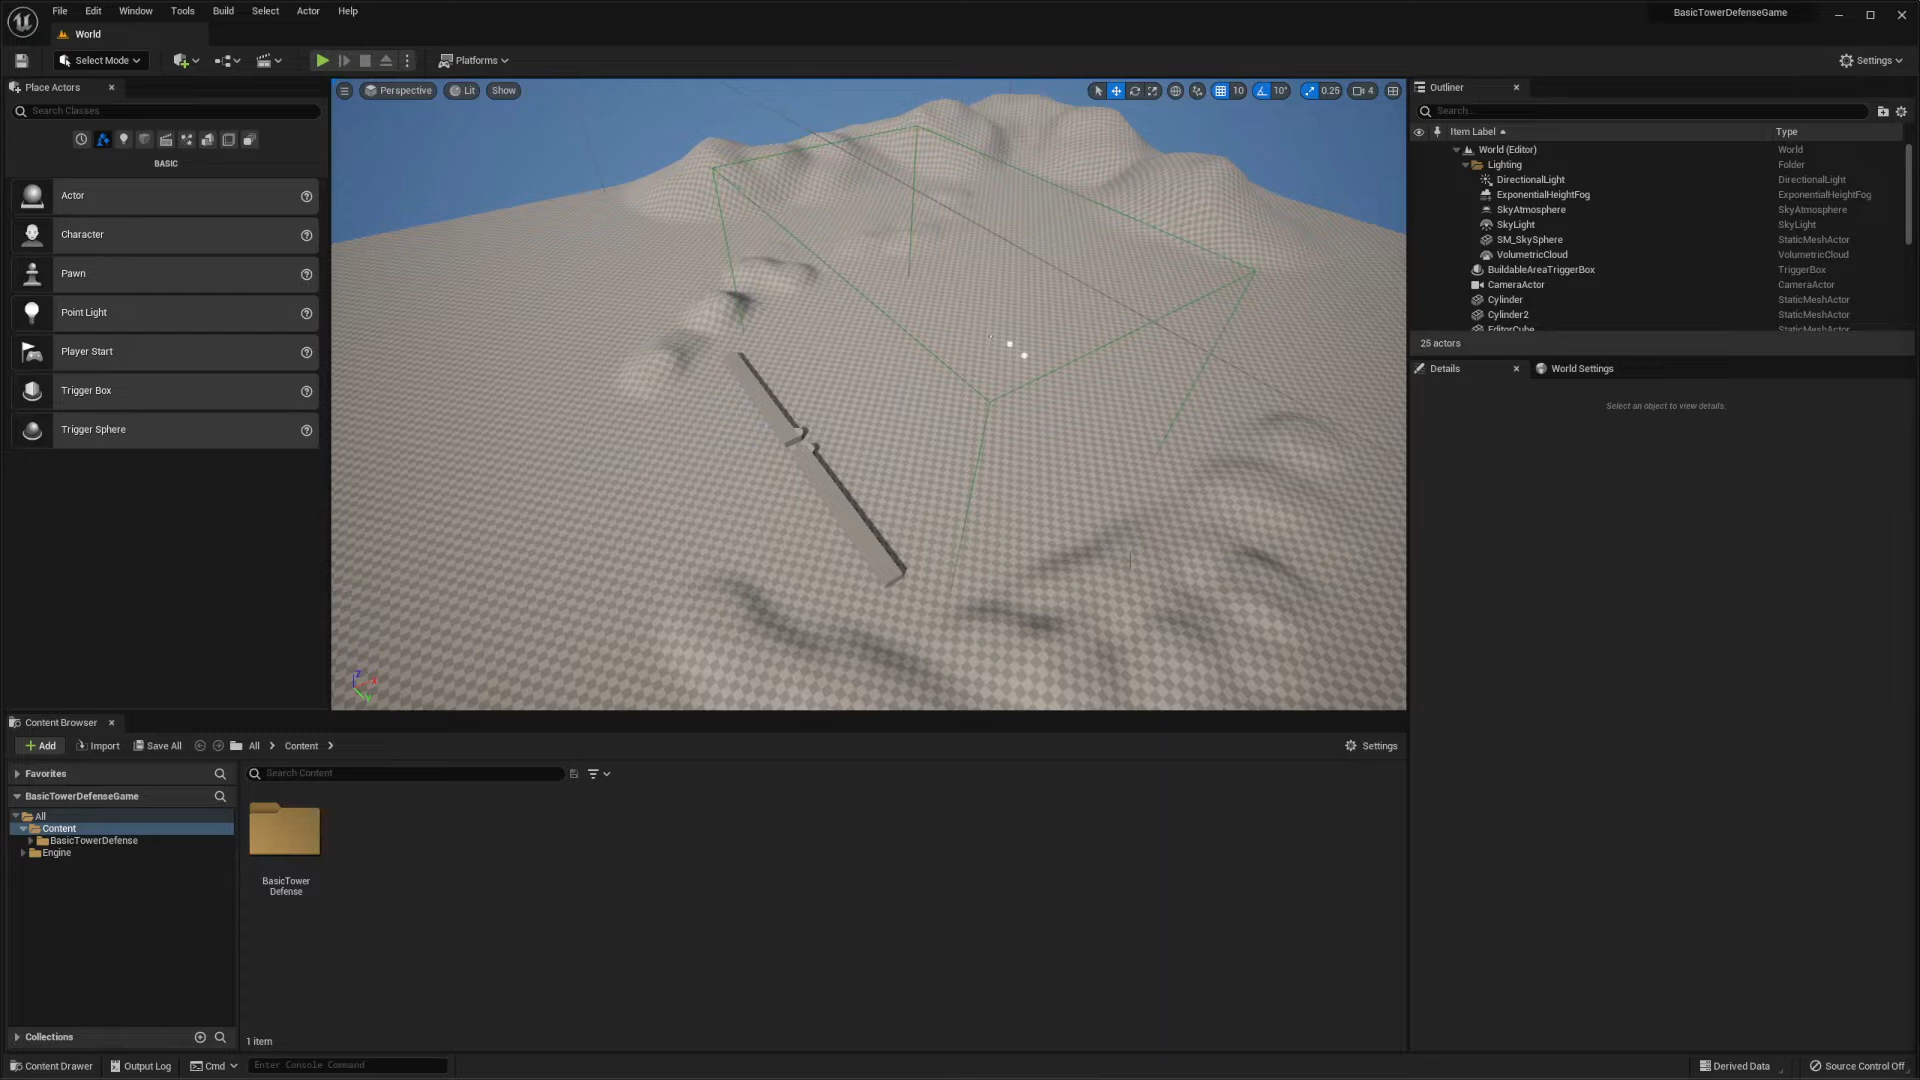 File Edit Window Tools Build Select Actor Help
BasicTowerDefenseGame
World
Select Mode
Platforms
Settings
Place Actors
Search Classes
BASIC
Actor
Character
Pawn
Point Light
Player Start
Trigger Box
Trigger Sphere
Perspective Lit Show
10 10° 0.25 4
Z
X
Y
Outliner
Search...
Item Label Type
World (Editor) World
Lighting Folder
DirectionalLight DirectionalLight
ExponentialHeightFog ExponentialHeightFog
SkyAtmosphere SkyAtmosphere
SkyLight SkyLight
SM_SkySphere StaticMeshActor
VolumetricCloud VolumetricCloud
BuildableAreaTriggerBox TriggerBox
CameraActor CameraActor
Cylinder StaticMeshActor
Cylinder2 StaticMeshActor
EditorCube StaticMeshActor
25 actors
Details World Settings
Select an object to view details.
Content Browser
Add Import Save All All Content Settings
Favorites
Search Content
BasicTowerDefenseGame
All
Content
BasicTowerDefense
Engine
BasicTower
Defense
Collections
1 item
Content Drawer Output Log Cmd Enter Console Command
Derived Data Source Control Off